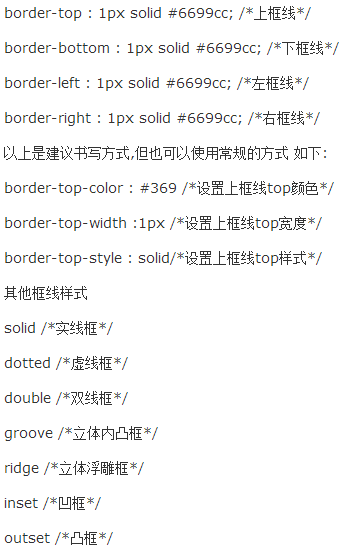 border-top : 1px solid #6699cc; /*上框线*/
border-bottom : 1px solid #6699cc; /*下框线*/
border-left : 1px solid #6699cc; /*左框线*/
border-right : 1px solid #6699cc; /*右框线*/
以上是建议书写方式,但也可以使用常规的方式 如下:
border-top-color : #369 /*设置上框线top颜色*/
border-top-width :1px /*设置上框线top宽度*/
border-top-style : solid/*设置上框线top样式*/
其他框线样式
solid /*实线框*/
dotted /*虚线框*/
double /*双线框*/
groove /*立体内凸框*/
ridge /*立体浮雕框*/
inset /*凹框*/
outset /*凸框*/